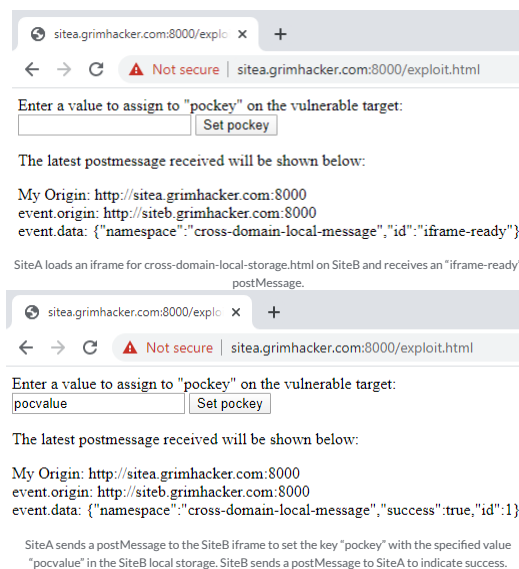 sitea.grimhacker.com:8000/explo
Not secure | sitea.grimhacker.com:8000/exploit.html
Enter a value to assign to "pockey" on the vulnerable target:
Set pockey
The latest postmessage received will be shown below:
My Origin: http://sitea.grimhacker.com:8000
event.origin: http://siteb.grimhacker.com:8000
event.data: {"namespace":"cross-domain-local-message","id":"iframe-ready"}
SiteA loads an iframe for cross-domain-local-storage.html on SiteB and receives an "iframe-ready"
postMessage.
sitea.grimhacker.com:8000/explo
Not secure | sitea.grimhacker.com:8000/exploit.html
Enter a value to assign to "pockey" on the vulnerable target:
pocvalue Set pockey
The latest postmessage received will be shown below:
My Origin: http://sitea.grimhacker.com:8000
event.origin: http://siteb.grimhacker.com:8000
event.data: {"namespace":"cross-domain-local-message","success":true,"id":1}
SiteA sends a postMessage to the SiteB iframe to set the key "pockey" with the specified value
"pocvalue" in the SiteB local storage. SiteB sends a postMessage to SiteA to indicate success.